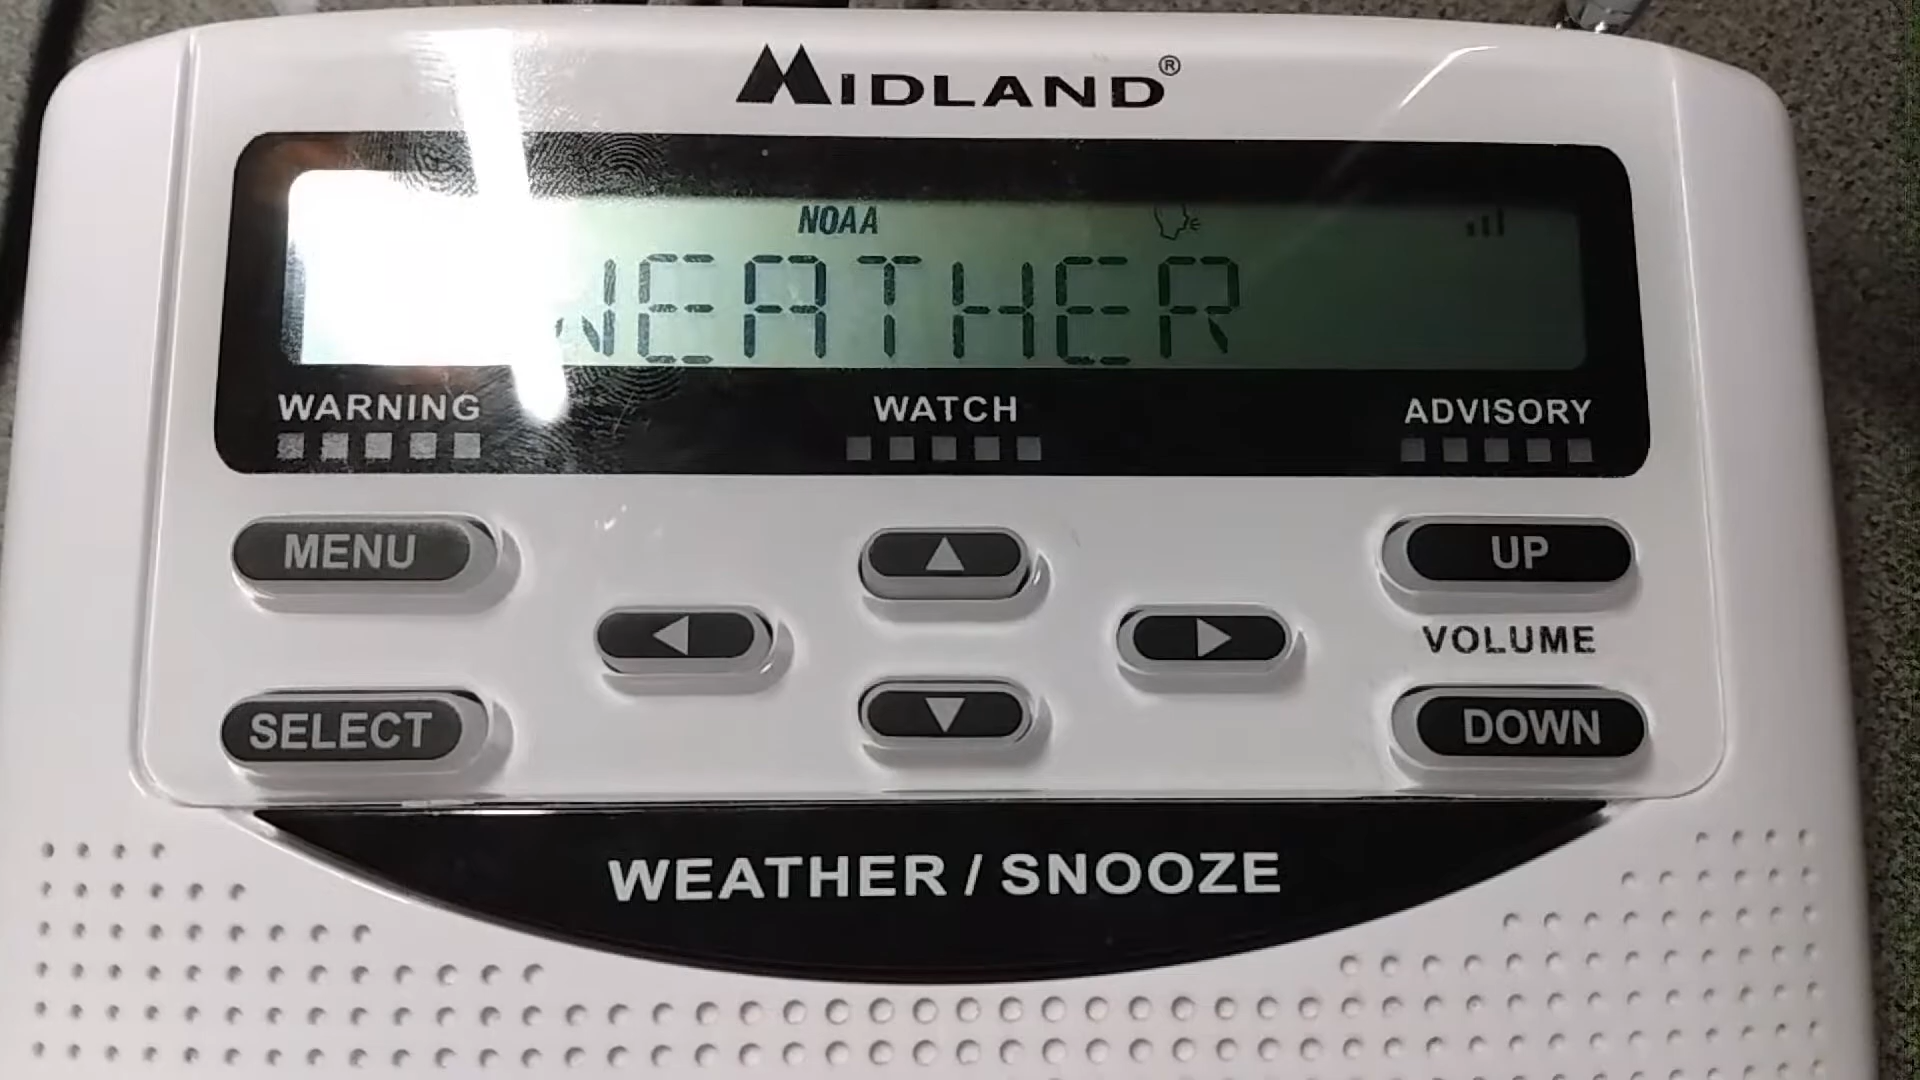 MIDLAND®
NOAA
WEATHER
WARNING WATCH ADVISORY
MENU
UP
VOLUME
SELECT
DOWN
WEATHER / SNOOZE